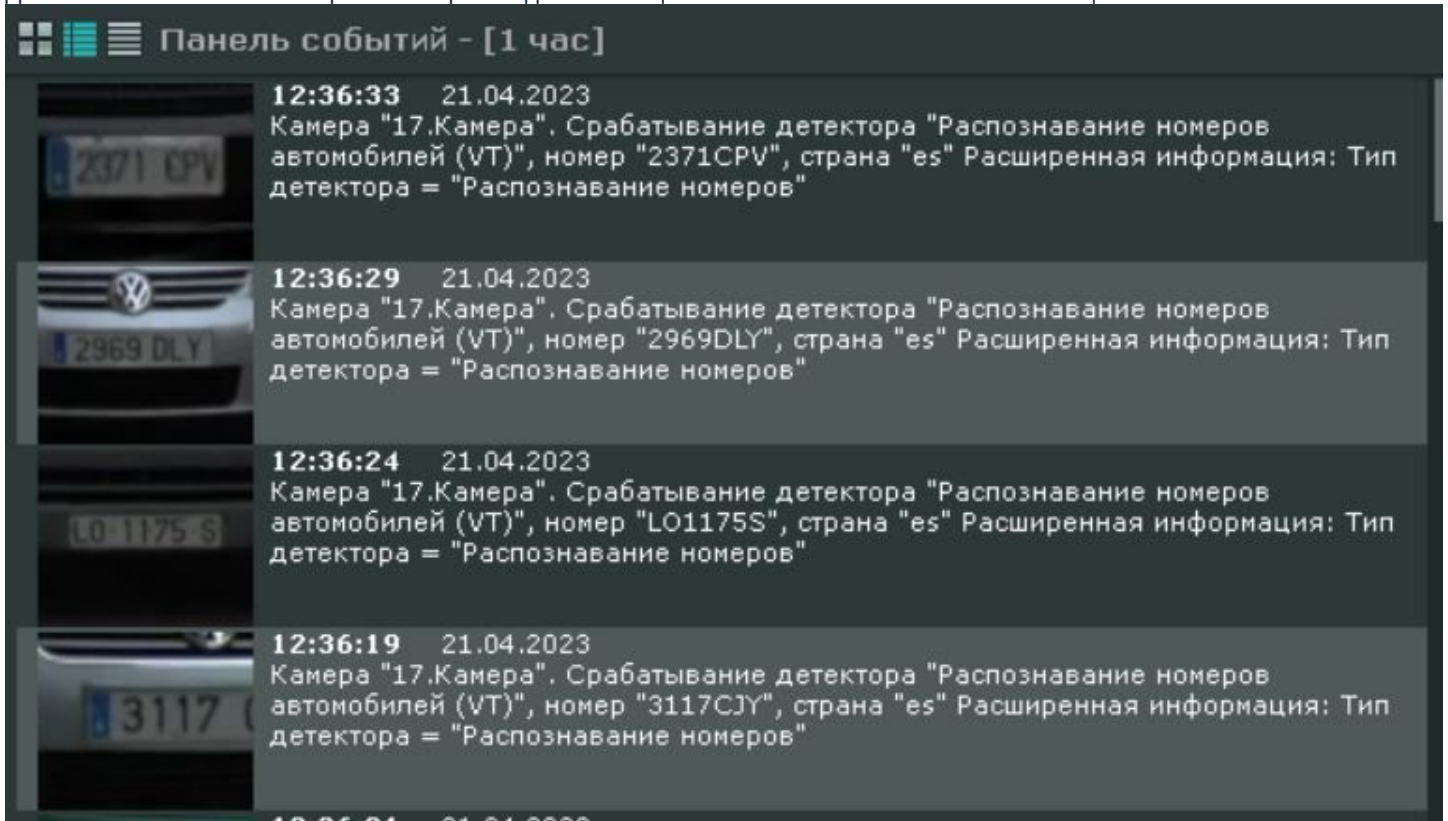 Панель событий - [1 час]
2371 CPV
12:36:33 21.04.2023
Камера "17.Камера". Срабатывание детектора "Распознавание номеров
автомобилей (VT)", номер "2371CPV", страна "es" Расширенная информация: Тип
детектора = "Распознавание номеров"
2969 DLY
12:36:29 21.04.2023
Камера "17.Камера". Срабатывание детектора "Распознавание номеров
автомобилей (VT)", номер "2969DLY", страна "es" Расширенная информация: Тип
детектора = "Распознавание номеров"
LO-1175-S
12:36:24 21.04.2023
Камера "17.Камера". Срабатывание детектора "Распознавание номеров
автомобилей (VT)", номер "LO1175S", страна "es" Расширенная информация: Тип
детектора = "Распознавание номеров"
3117
12:36:19 21.04.2023
Камера "17.Камера". Срабатывание детектора "Распознавание номеров
автомобилей (VT)", номер "3117CJY", страна "es" Расширенная информация: Тип
детектора = "Распознавание номеров"